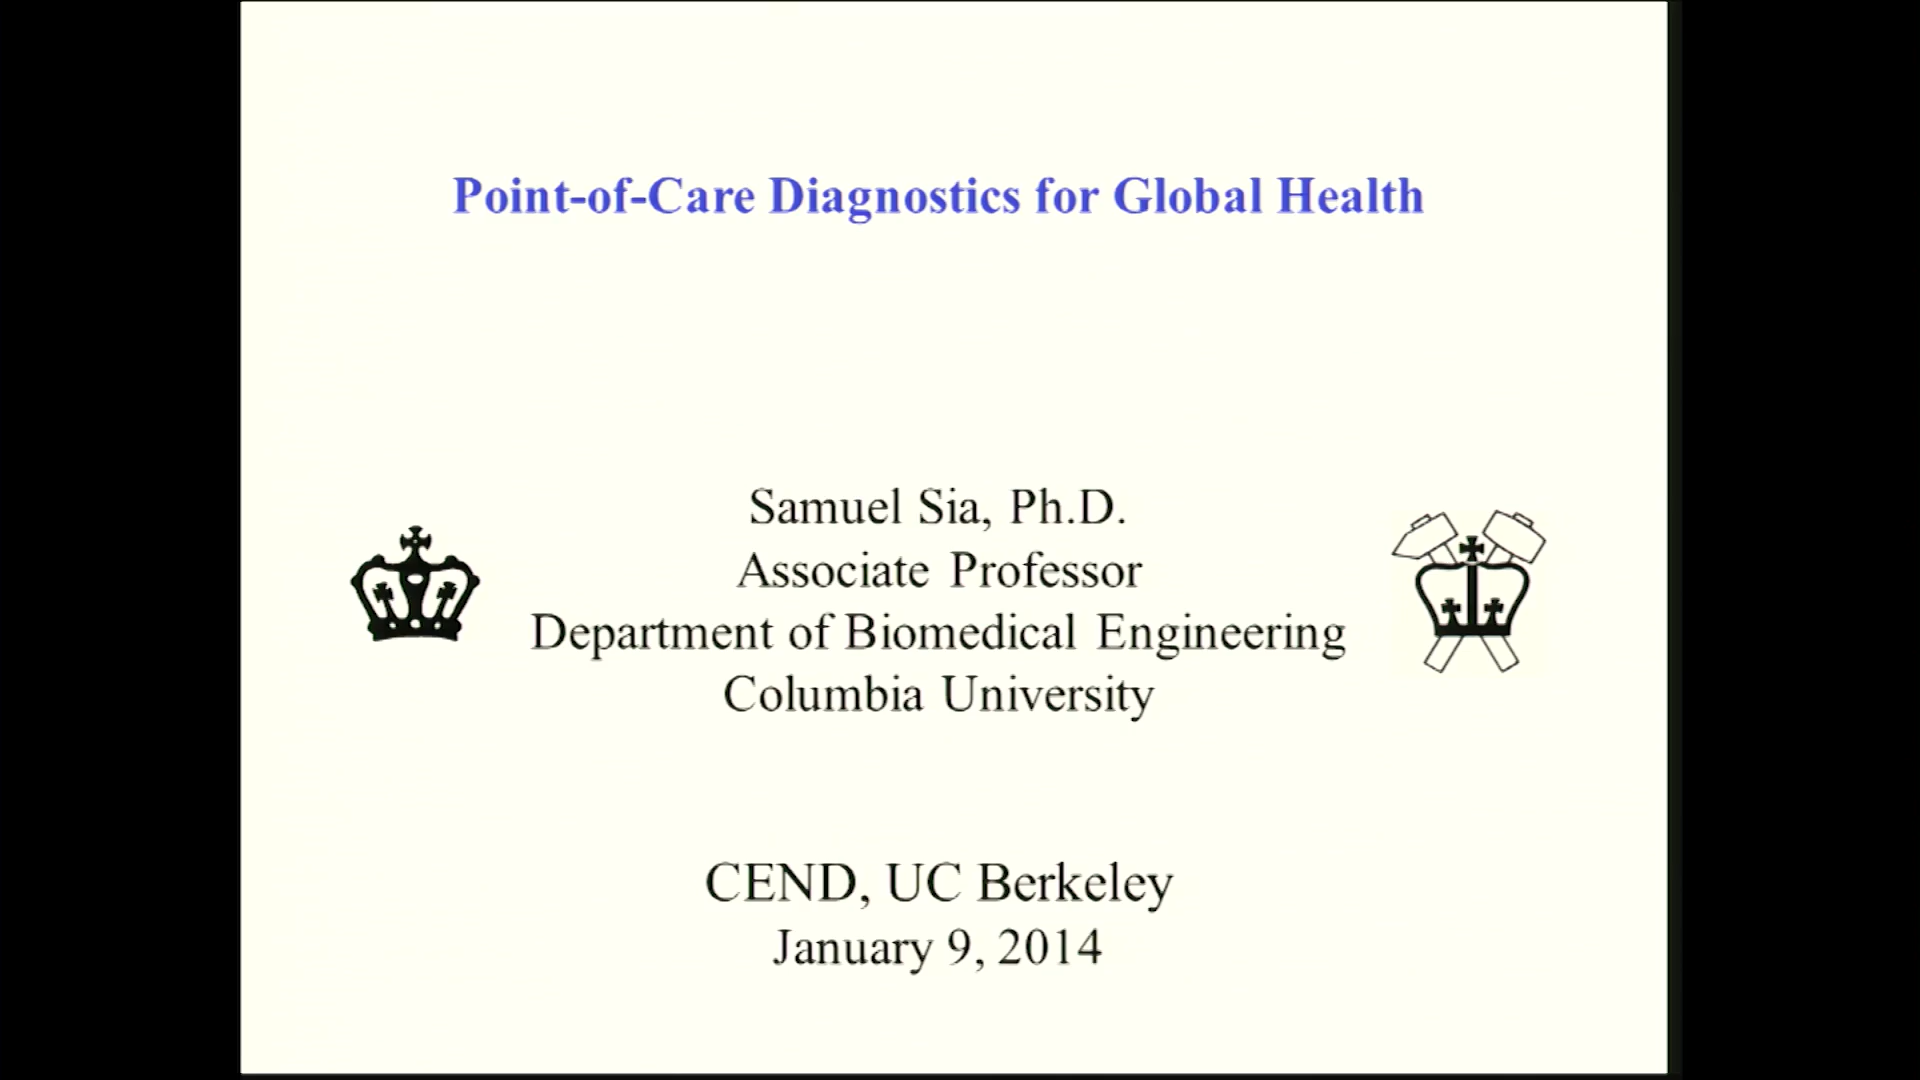 Point-of-Care Diagnostics for Global Health
Samuel Sia, Ph.D.
Associate Professor
Department of Biomedical Engineering
Columbia University
CEND, UC Berkeley
January 9, 2014